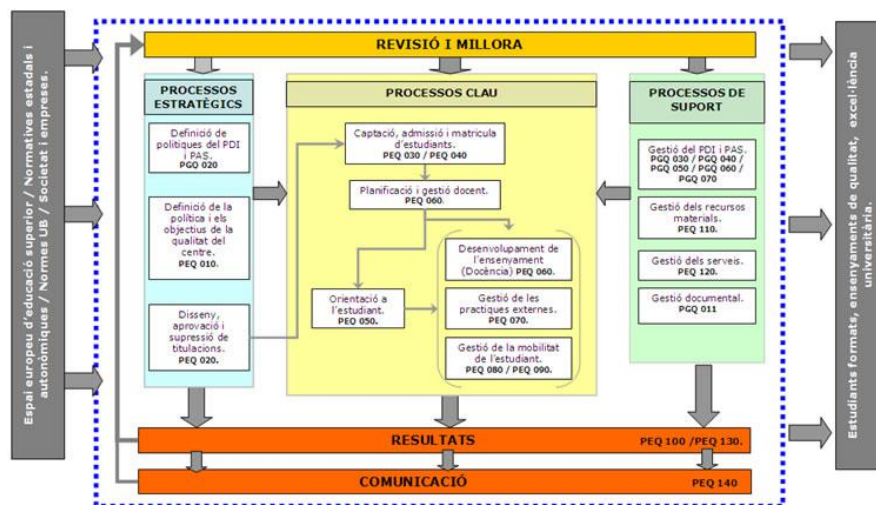 Espai europeu d'educació superior / Normatives estadals i
autonòmiques / Normes UB / Societat i empreses.
REVISIÓ I MILLORA
PROCESSOS
ESTRATÈGICS
Definició de
polítiques del PDI i
PAS.
PGQ 020
Definició de la
política i els
objectius de la
qualitat del
centre.
PEQ 010.
Disseny,
aprovació i
supressió de
titulacions.
PEQ 020.
PROCESSOS CLAU
Captació, admissió i matrícula
d'estudiants.
PEQ 030 / PEQ 040
Planificació i gestió docent.
PEQ 060.
Desenvolupament de
l'ensenyament
(Docència) PEQ 060.
Orientació a
l'estudiant.
PEQ 050.
Gestió de les
practiques externes.
PEQ 070.
Gestió de la mobilitat
de l'estudiant.
PEQ 080 / PEQ 090.
PROCESSOS DE
SUPORT
Gestió del PDI i PAS.
PGQ 030 / PGQ 040 /
PGQ 050 / PGQ 060 /
PGQ 070
Gestió dels recursos
materials.
PEQ 110.
Gestió dels serveis.
PEQ 120.
Gestió documental.
PGQ 011
RESULTATS
PEQ 100 /PEQ 130.
COMUNICACIÓ
PEQ 140
Estudiants formats, ensenyaments de qualitat, excel·lència
universitària.